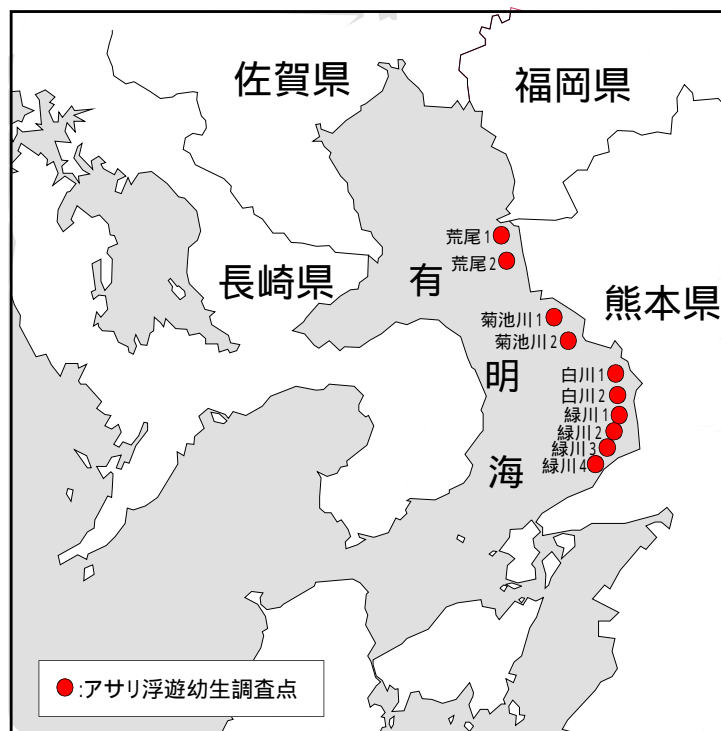 佐賀県
福岡県
荒尾1
荒尾2
長崎県
有
熊本県
菊池川1
菊池川2
明
白川1
白川2
緑川1
緑川2
緑川3
緑川4
海
:アサリ浮遊幼生調査点